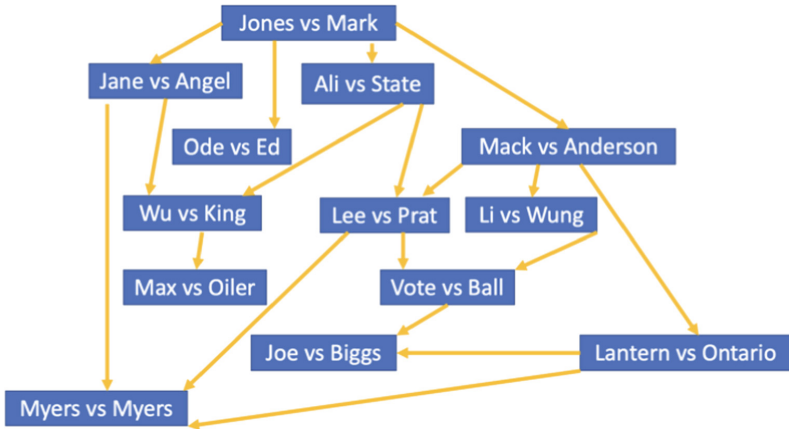 Jones vs Mark
Jane vs Angel
Ali vs State
Ode vs Ed
Mack vs Anderson
Wu vs King
Lee vs Prat
Li vs Wung
Max vs Oiler
Vote vs Ball
Joe vs Biggs
Lantern vs Ontario
Myers vs Myers